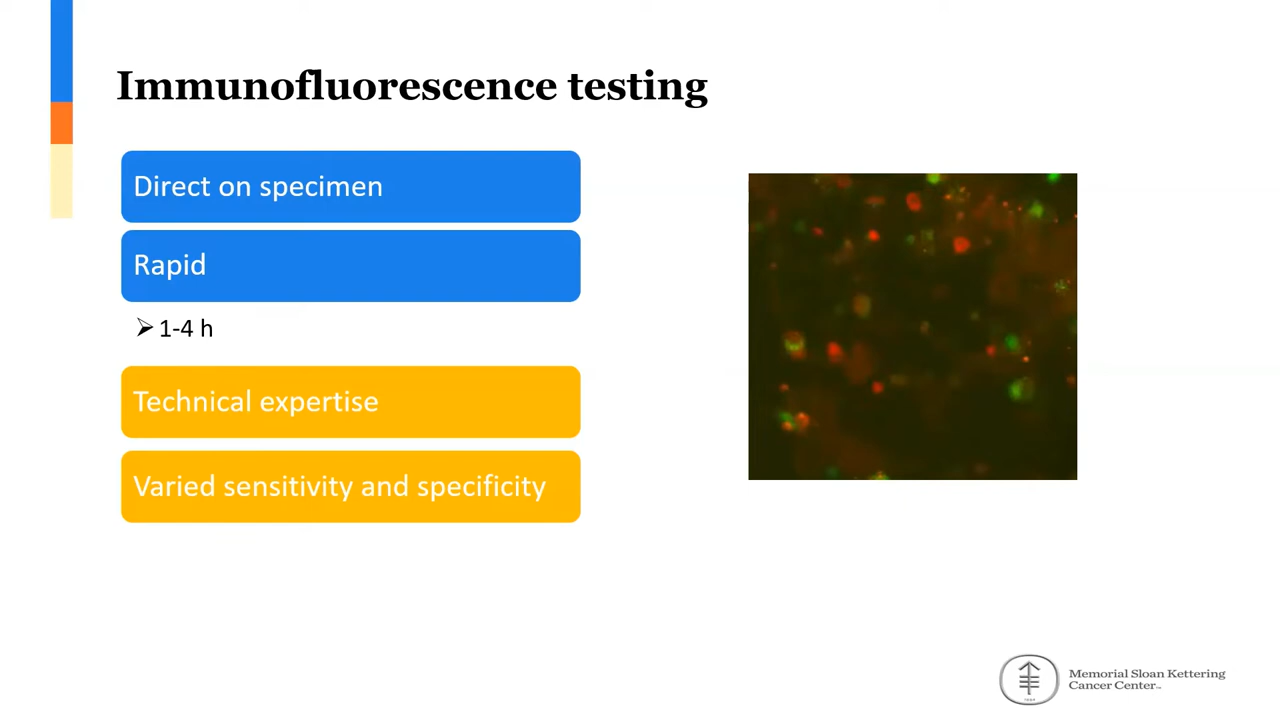 Immunofluorescence testing
Direct on specimen
Rapid
➢ 1-4 h
Technical expertise
Varied sensitivity and specificity
Memorial Sloan Kettering
Cancer Center